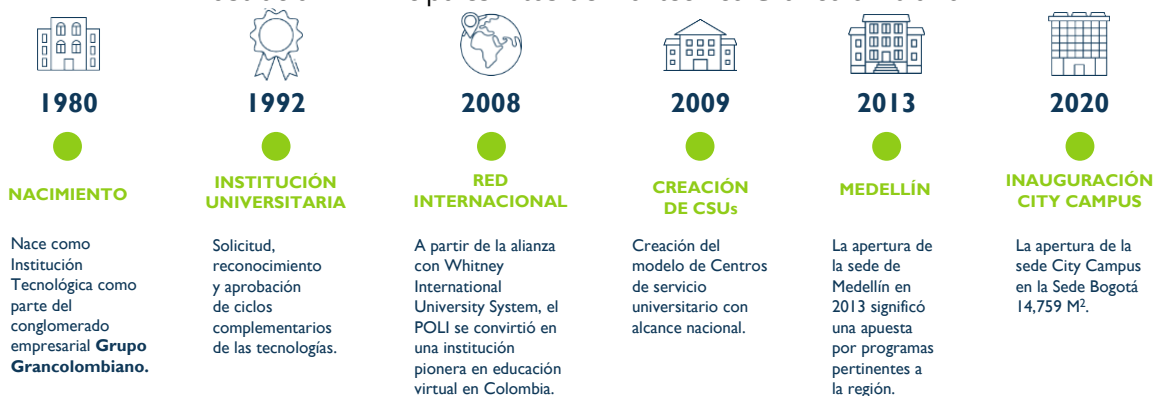 1980
1992
2008
2009
2013
2020
NACIMIENTO
INSTITUCIÓN
UNIVERSITARIA
RED
INTERNACIONAL
CREACIÓN
DE CSUs
MEDELLÍN
INAUGURACIÓN
CITY CAMPUS
Nace como
Institución
Tecnológica como
parte del
conglomerado
empresarial Grupo
Grancolombiano.
Solicitud,
reconocimiento
y aprobación
de ciclos
complementarios
de las tecnologías.
A partir de la alianza
con Whitney
International
University System, el
POLI se convirtió en
una institución
pionera en educación
virtual en Colombia.
Creación del
modelo de Centros
de servicio
universitario con
alcance nacional.
La apertura de
la sede de
Medellín en
2013 significó
una apuesta
por programas
pertinentes a
la región.
La apertura de la
sede City Campus
en la Sede Bogotá
14,759 M².